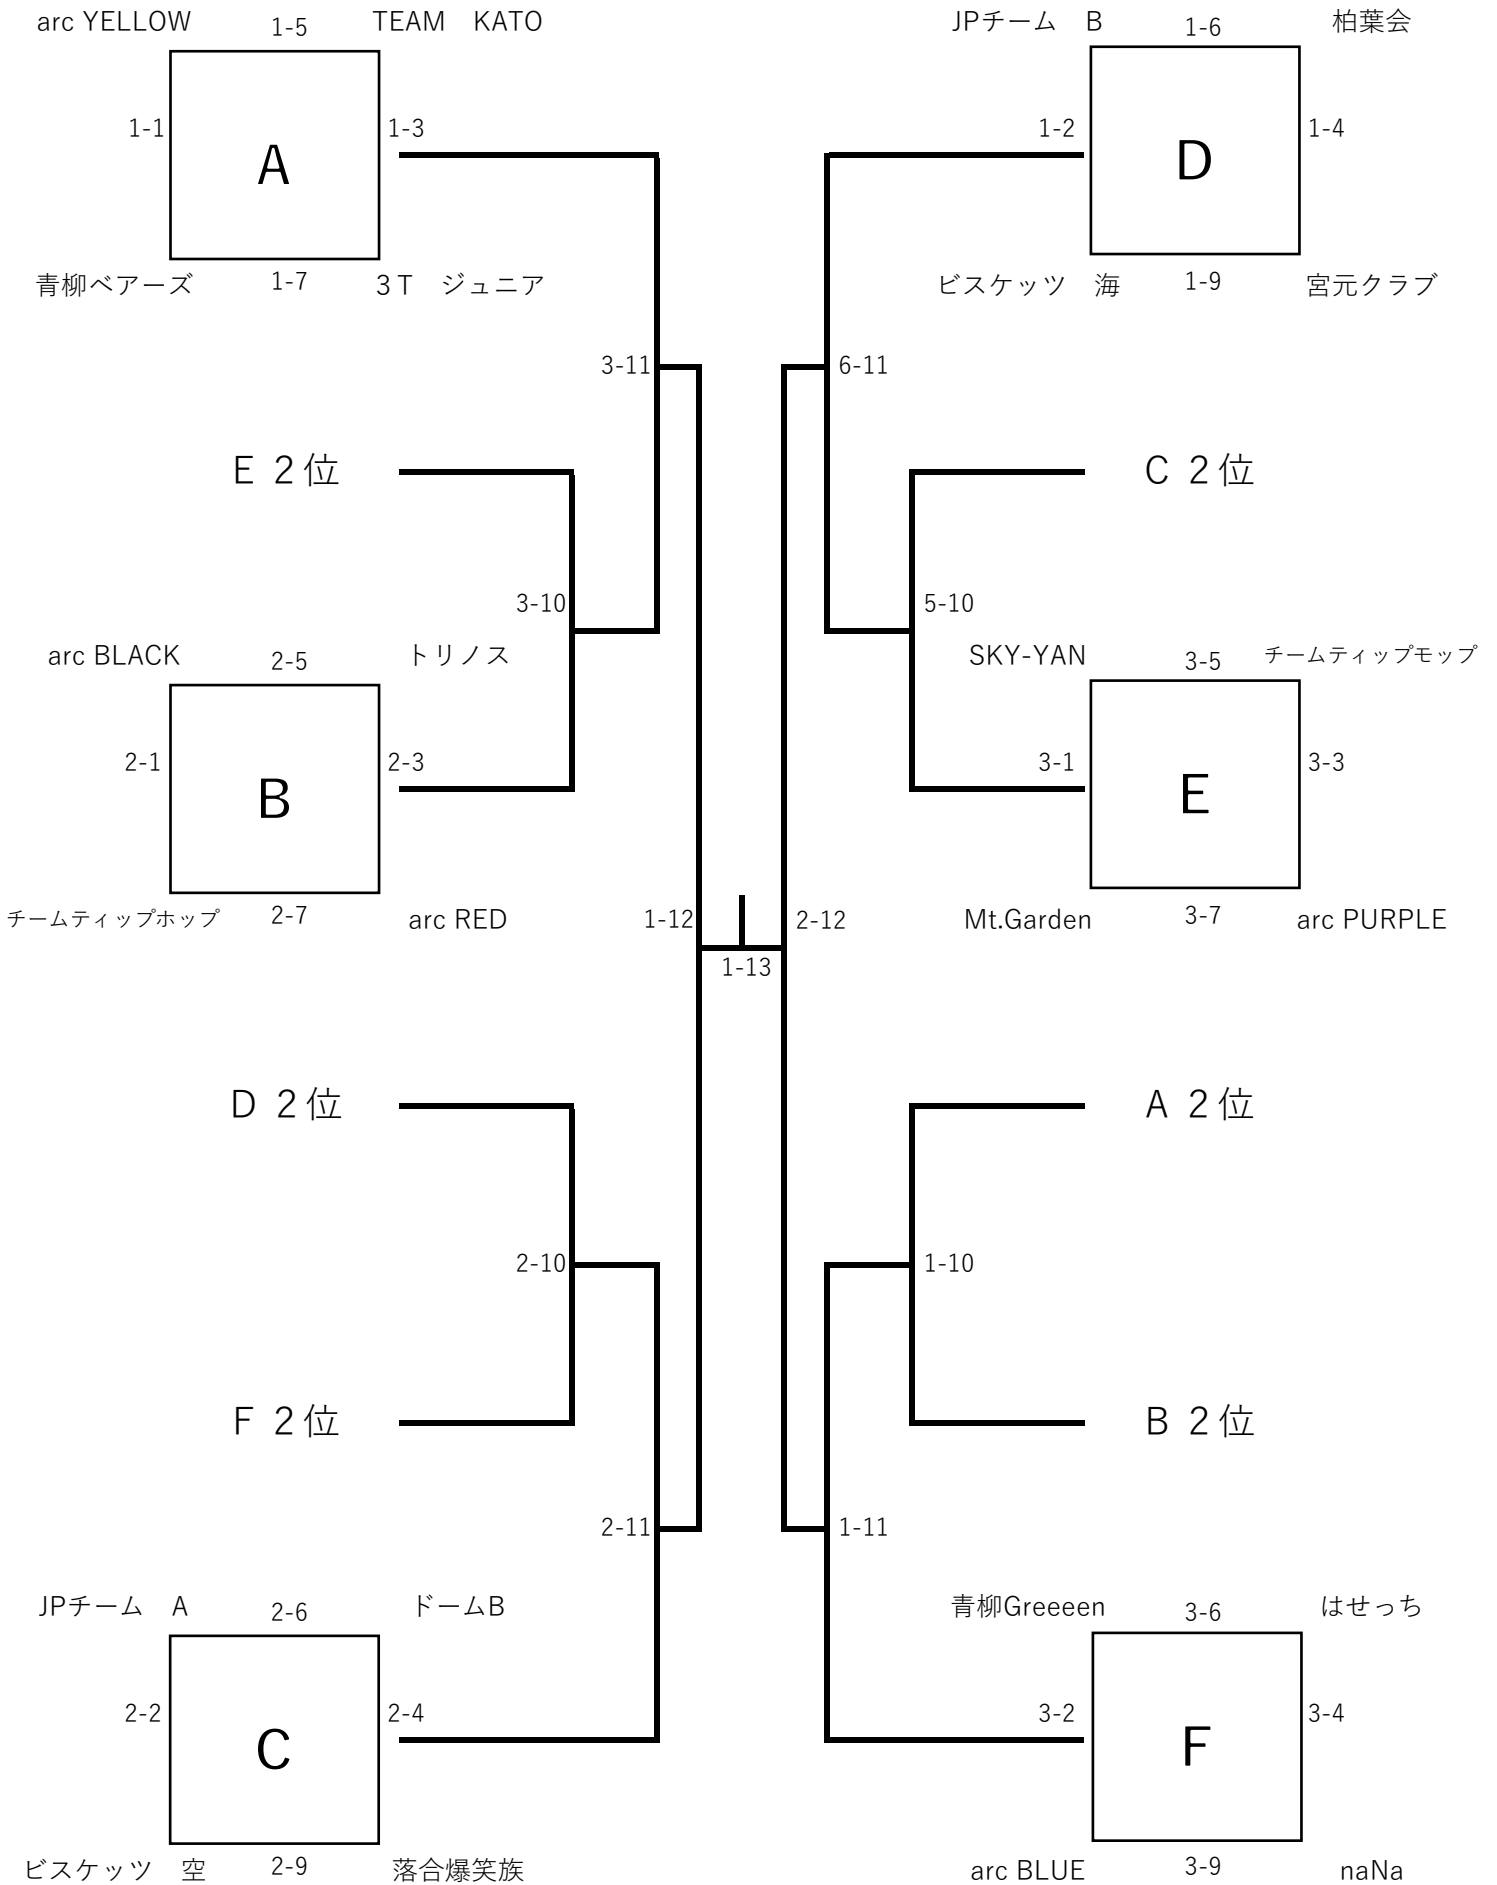 arc YELLOW 1-5 TEAM　KATO
JPチーム　B 1-6 柏葉会
1-1 A 1-3
1-2 D 1-4
青柳ベアーズ 1-7 3T　ジュニア
ビスケッツ　海 1-9 宮元クラブ
3-11
6-11
E 2位
C 2位
3-10
5-10
arc BLACK 2-5 トリノス
SKY-YAN 3-5 チームティップモップ
2-1 B 2-3
3-1 E 3-3
チームティップホップ 2-7 arc RED
Mt.Garden 3-7 arc PURPLE
1-12
2-12
1-13
D 2位
A 2位
2-10
1-10
F 2位
B 2位
2-11
1-11
JPチーム　A 2-6 ドームB
青柳Greeeen 3-6 はせっち
2-2 C 2-4
3-2 F 3-4
ビスケッツ　空 2-9 落合爆笑族
arc BLUE 3-9 naNa